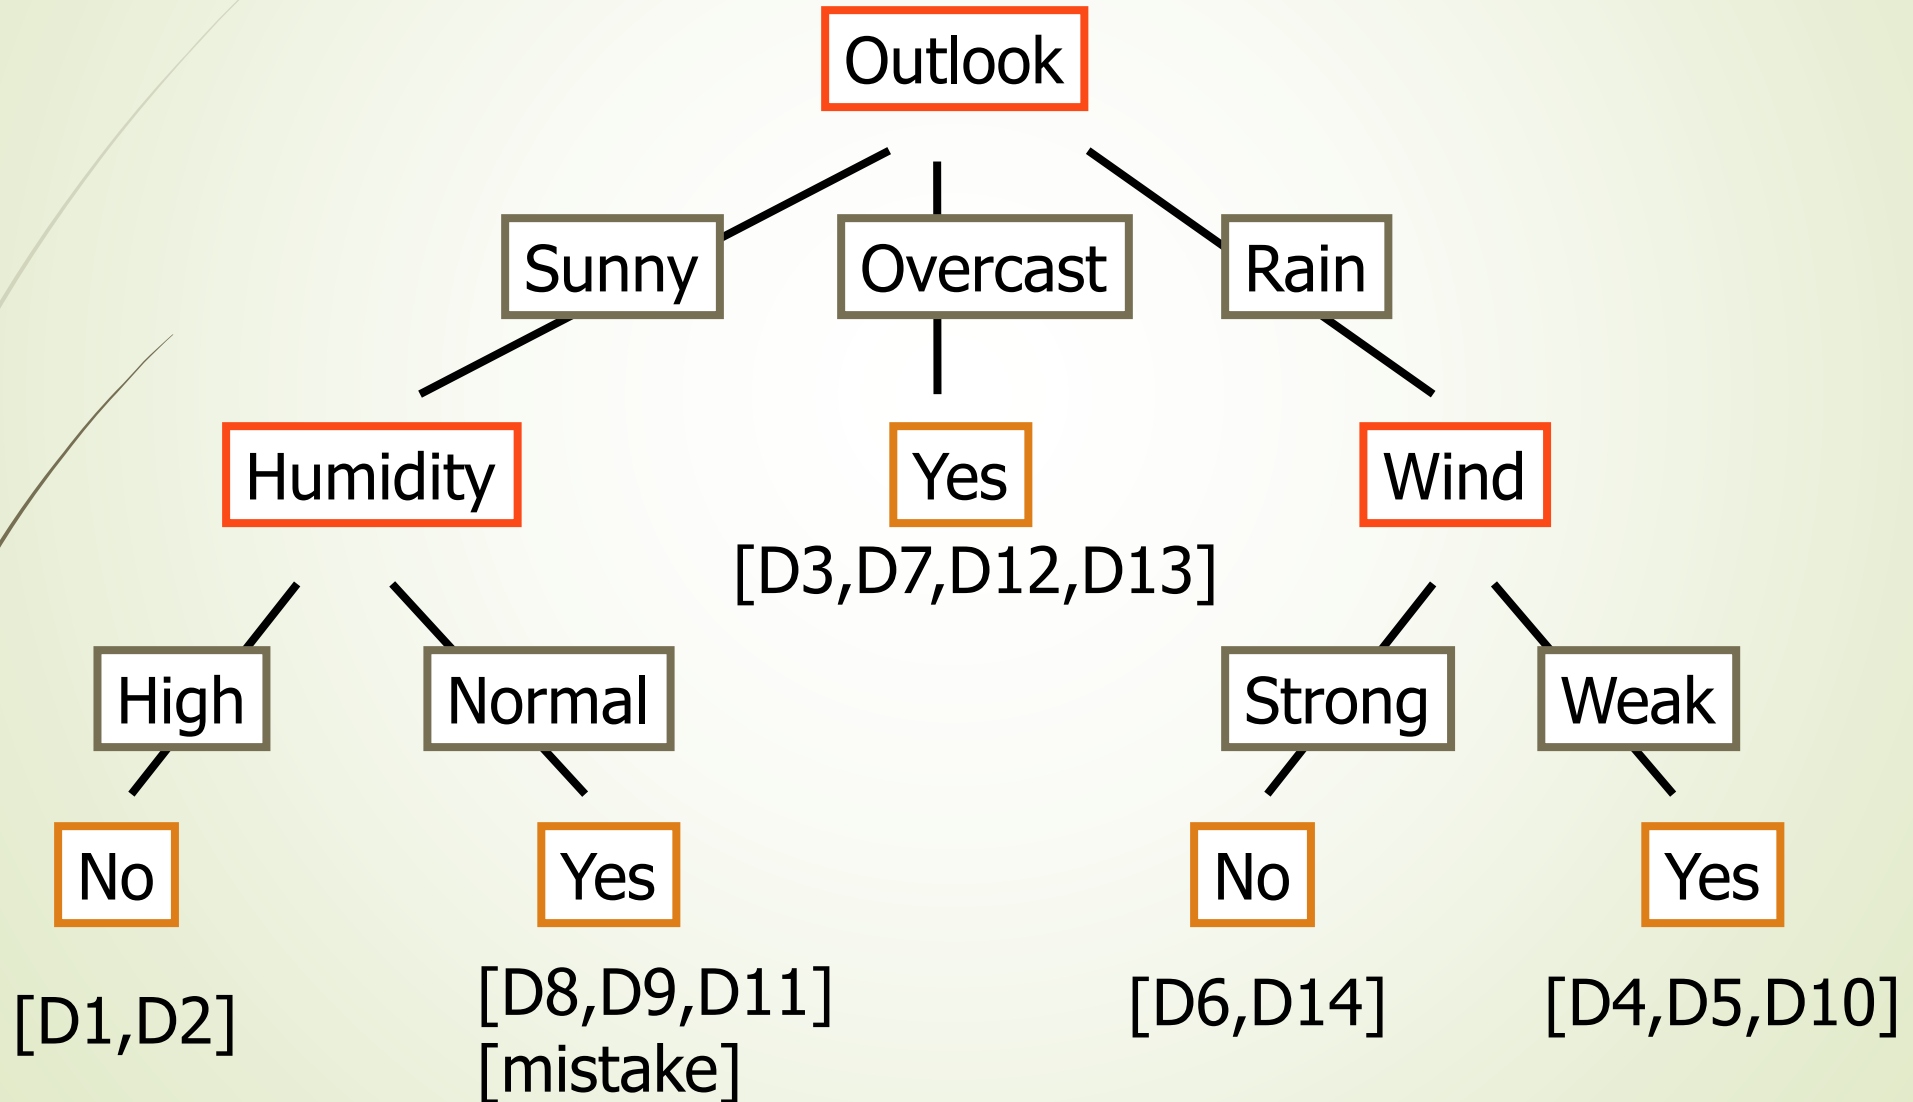 Outlook
Sunny
Overcast
Rain
Humidity
Yes
Wind
[D3,D7,D12,D13]
High
Normal
Strong
Weak
No
Yes
No
Yes
[D1,D2]
[D8,D9,D11]
[mistake]
[D6,D14]
[D4,D5,D10]